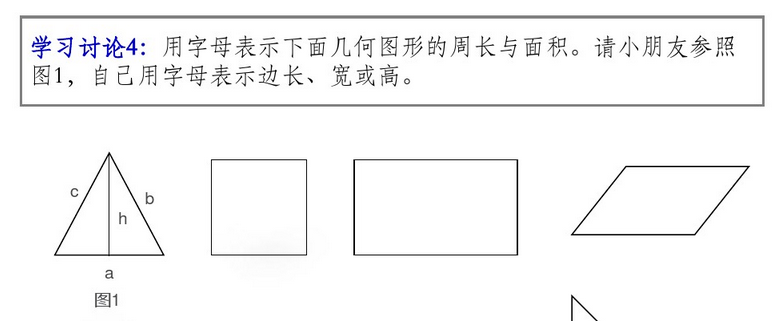 学习讨论4：用字母表示下面几何图形的周长与面积。请小朋友参照
图1，自己用字母表示边长、宽或高。
c
b
h
a
图1